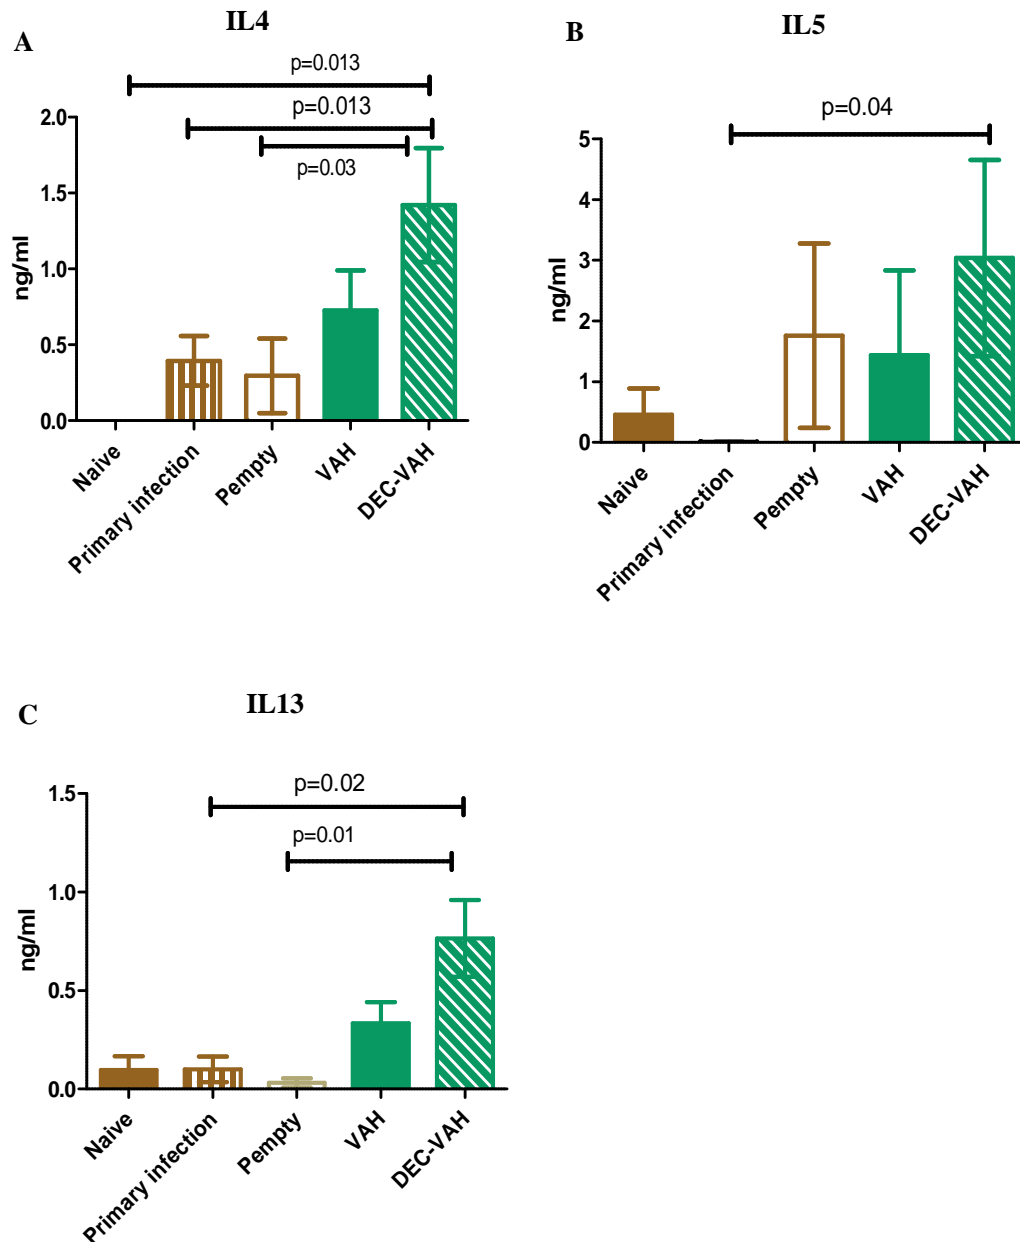 A
IL4
p=0.013
p=0.013
p=0.03
2.0
1.5
1.0
0.5
0.0
ng/ml
Naive
Primary infection
Pempty
VAH
DEC-VAH
B
IL5
p=0.04
5
4
3
2
1
0
ng/ml
Naive
Primary infection
Pempty
VAH
DEC-VAH
C
IL13
p=0.02
p=0.01
1.5
1.0
0.5
0.0
ng/ml
Naive
Primary infection
Pempty
VAH
DEC-VAH